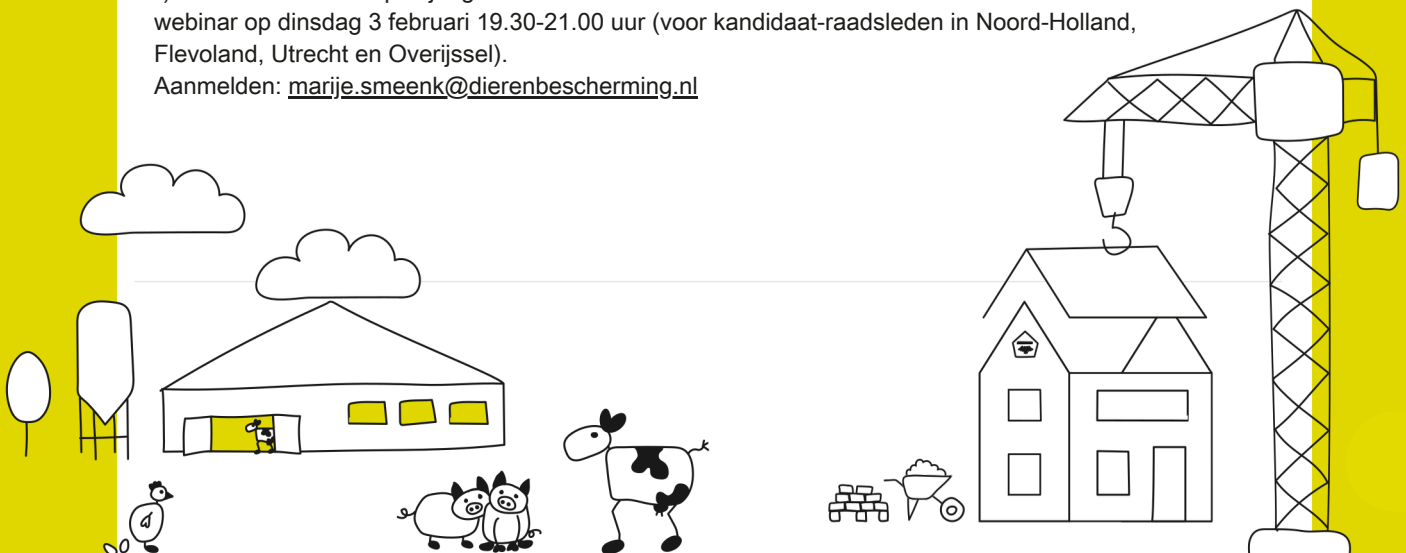 webinar op dinsdag 3 februari 19.30-21.00 uur (voor kandidaat-raadsleden in Noord-Holland,
Flevoland, Utrecht en Overijssel).
Aanmelden: marije.smeenk@dierenbescherming.nl